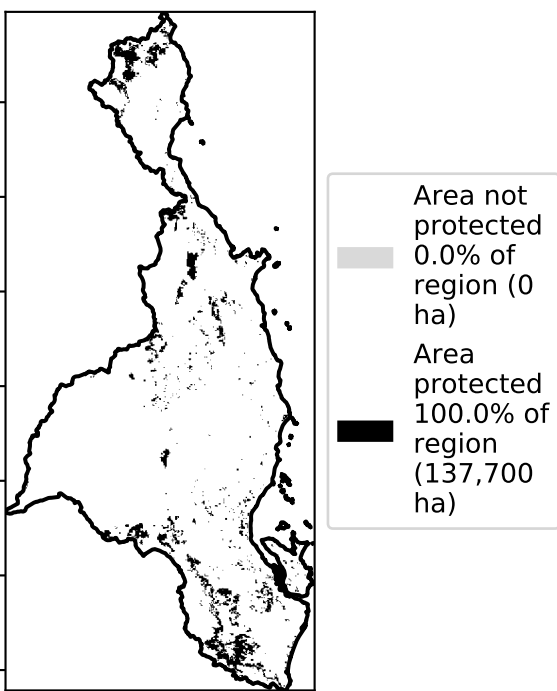 Area not
protected
0.0% of
region (0
ha)
Area
protected
100.0% of
region
(137,700
ha)